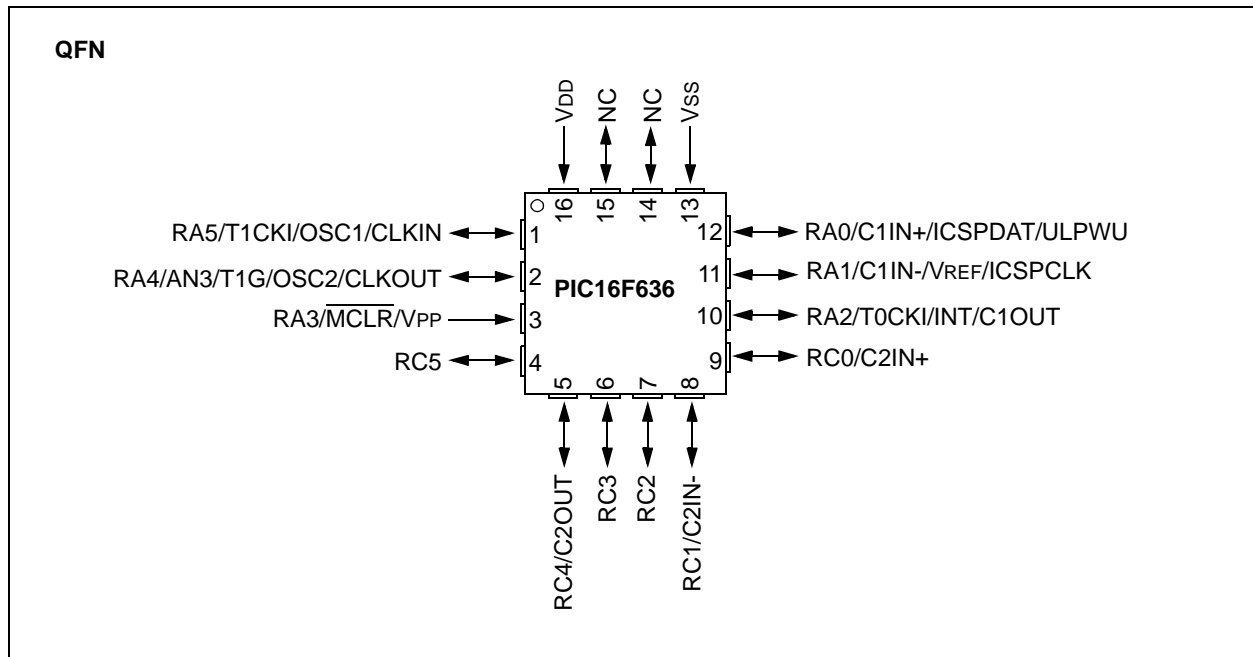 QFN
VDD
NC
NC
VSS
16
15
14
13
RA5/T1CKI/OSC1/CLKIN
1
12
RA0/C1IN+/ICSPDAT/ULPWU
RA4/AN3/T1G/OSC2/CLKOUT
2
PIC16F636
11
RA1/C1IN-/VREF/ICSPCLK
RA3/MCLR/VPP
3
10
RA2/T0CKI/INT/C1OUT
RC5
4
9
RC0/C2IN+
5
6
7
8
RC4/C2OUT
RC3
RC2
RC1/C2IN-